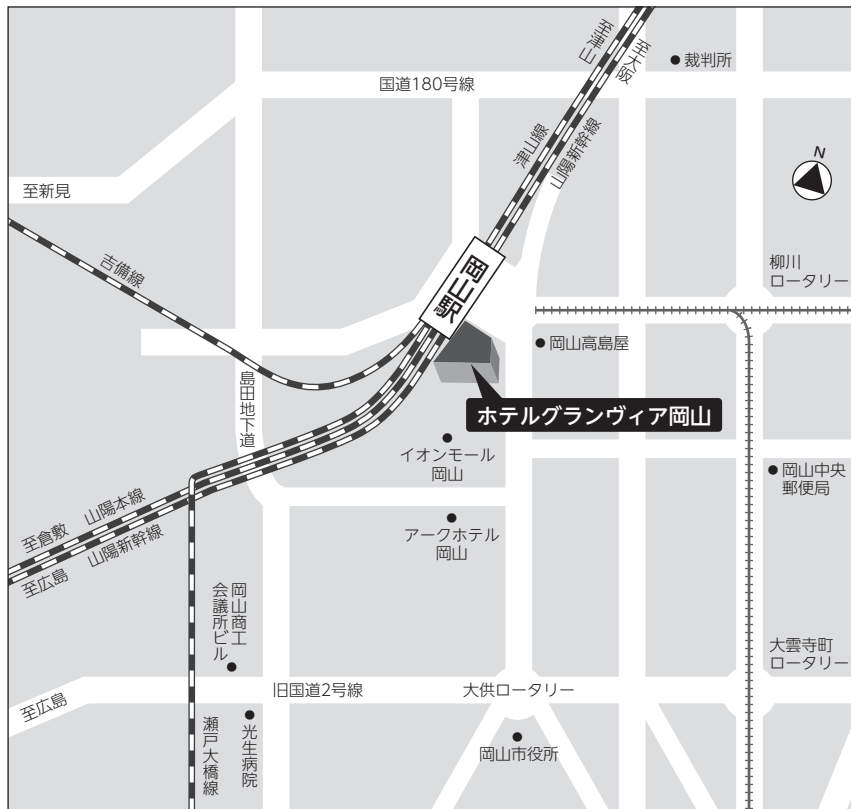 至津山
至大阪
裁判所
国道180号線
津山線
山陽新幹線
N
至新見
吉備線
岡山駅
柳川
ロータリー
岡山高島屋
島田地下道
ホテルグランヴィア岡山
イオンモール
岡山
岡山中央
郵便局
山陽本線
至倉敷
山陽新幹線
至広島
アークホテル
岡山
岡山商工
会議所ビル
大雲寺町
ロータリー
旧国道2号線
大供ロータリー
至広島
瀬戸大橋線
光生病院
岡山市役所